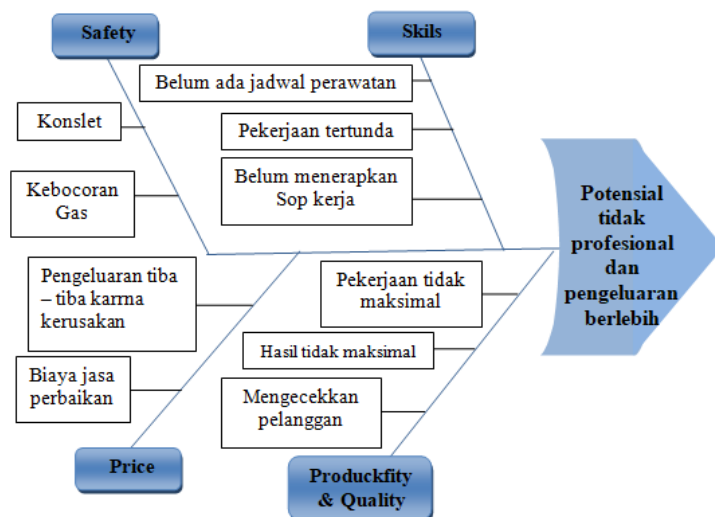 Safety
Skils
Belum ada jadwal perawatan
Konslet
Pekerjaan tertunda
Kebocoran
Gas
Belum menerapkan
Sop kerja
Potensial
tidak
profesional
dan
pengeluaran
berlebih
Pengeluaran tiba
– tiba karrna
kerusakan
Pekerjaan tidak
maksimal
Hasil tidak maksimal
Biaya jasa
perbaikan
Mengecekkan
pelanggan
Price
Produckfity
& Quality